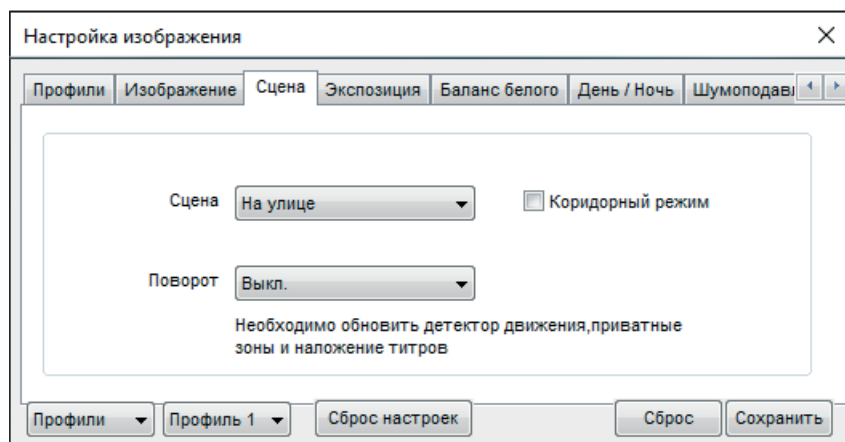 Настройка изображения
Профили Изображение Сцена Экспозиция Баланс белого День / Ночь
Сцена На улице Коридорный режим
Поворот Выкл.
Необходимо обновить детектор движения,приватные
зоны и наложение титров
Профили Профиль 1 Сброс настроек Сброс Сохранить